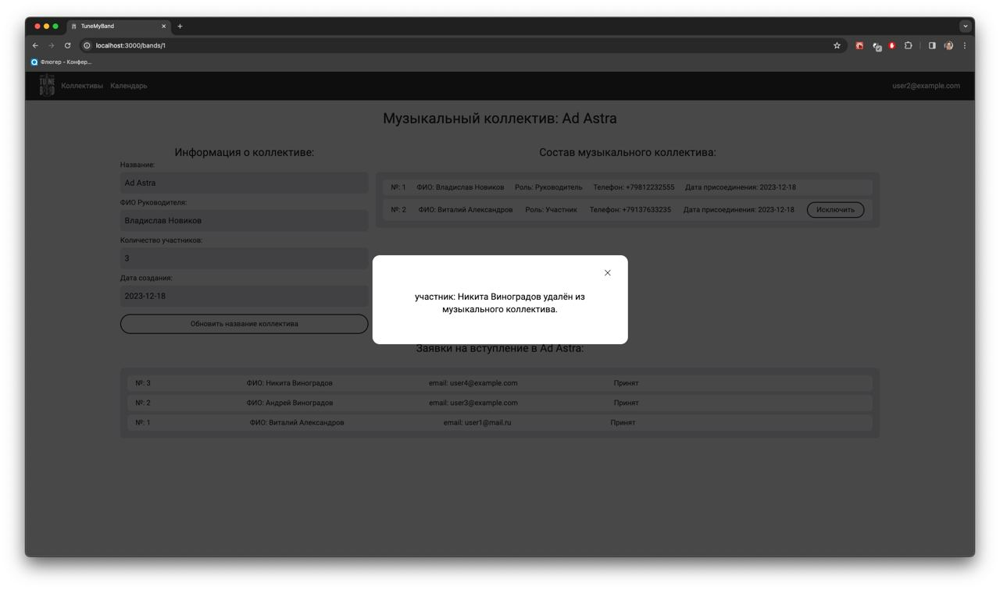 TuneMyBand
localhost:3000/bands/1
Флюгер - Конфер...
TUNE
BAND
Коллективы Календарь
user2@example.com
Музыкальный коллектив: Ad Astra
Информация о коллективе:
Название:
Ad Astra
ФИО Руководителя:
Владислав Новиков
Количество участников:
3
Дата создания:
2023-12-18
Обновить название коллектива
Состав музыкального коллектива:
№: 1 ФИО: Владислав Новиков Роль: Руководитель Телефон: +79812232555 Дата присоединения: 2023-12-18
№: 2 ФИО: Виталий Александров Роль: Участник Телефон: +79137633235 Дата присоединения: 2023-12-18 Исключить
участник: Никита Виноградов удалён из
музыкального коллектива.
Заявки на вступление в Ad Astra:
№: 3 ФИО: Никита Виноградов email: user4@example.com Принят
№: 2 ФИО: Андрей Виноградов email: user3@example.com Принят
№: 1 ФИО: Виталий Александров email: user1@mail.ru Принят